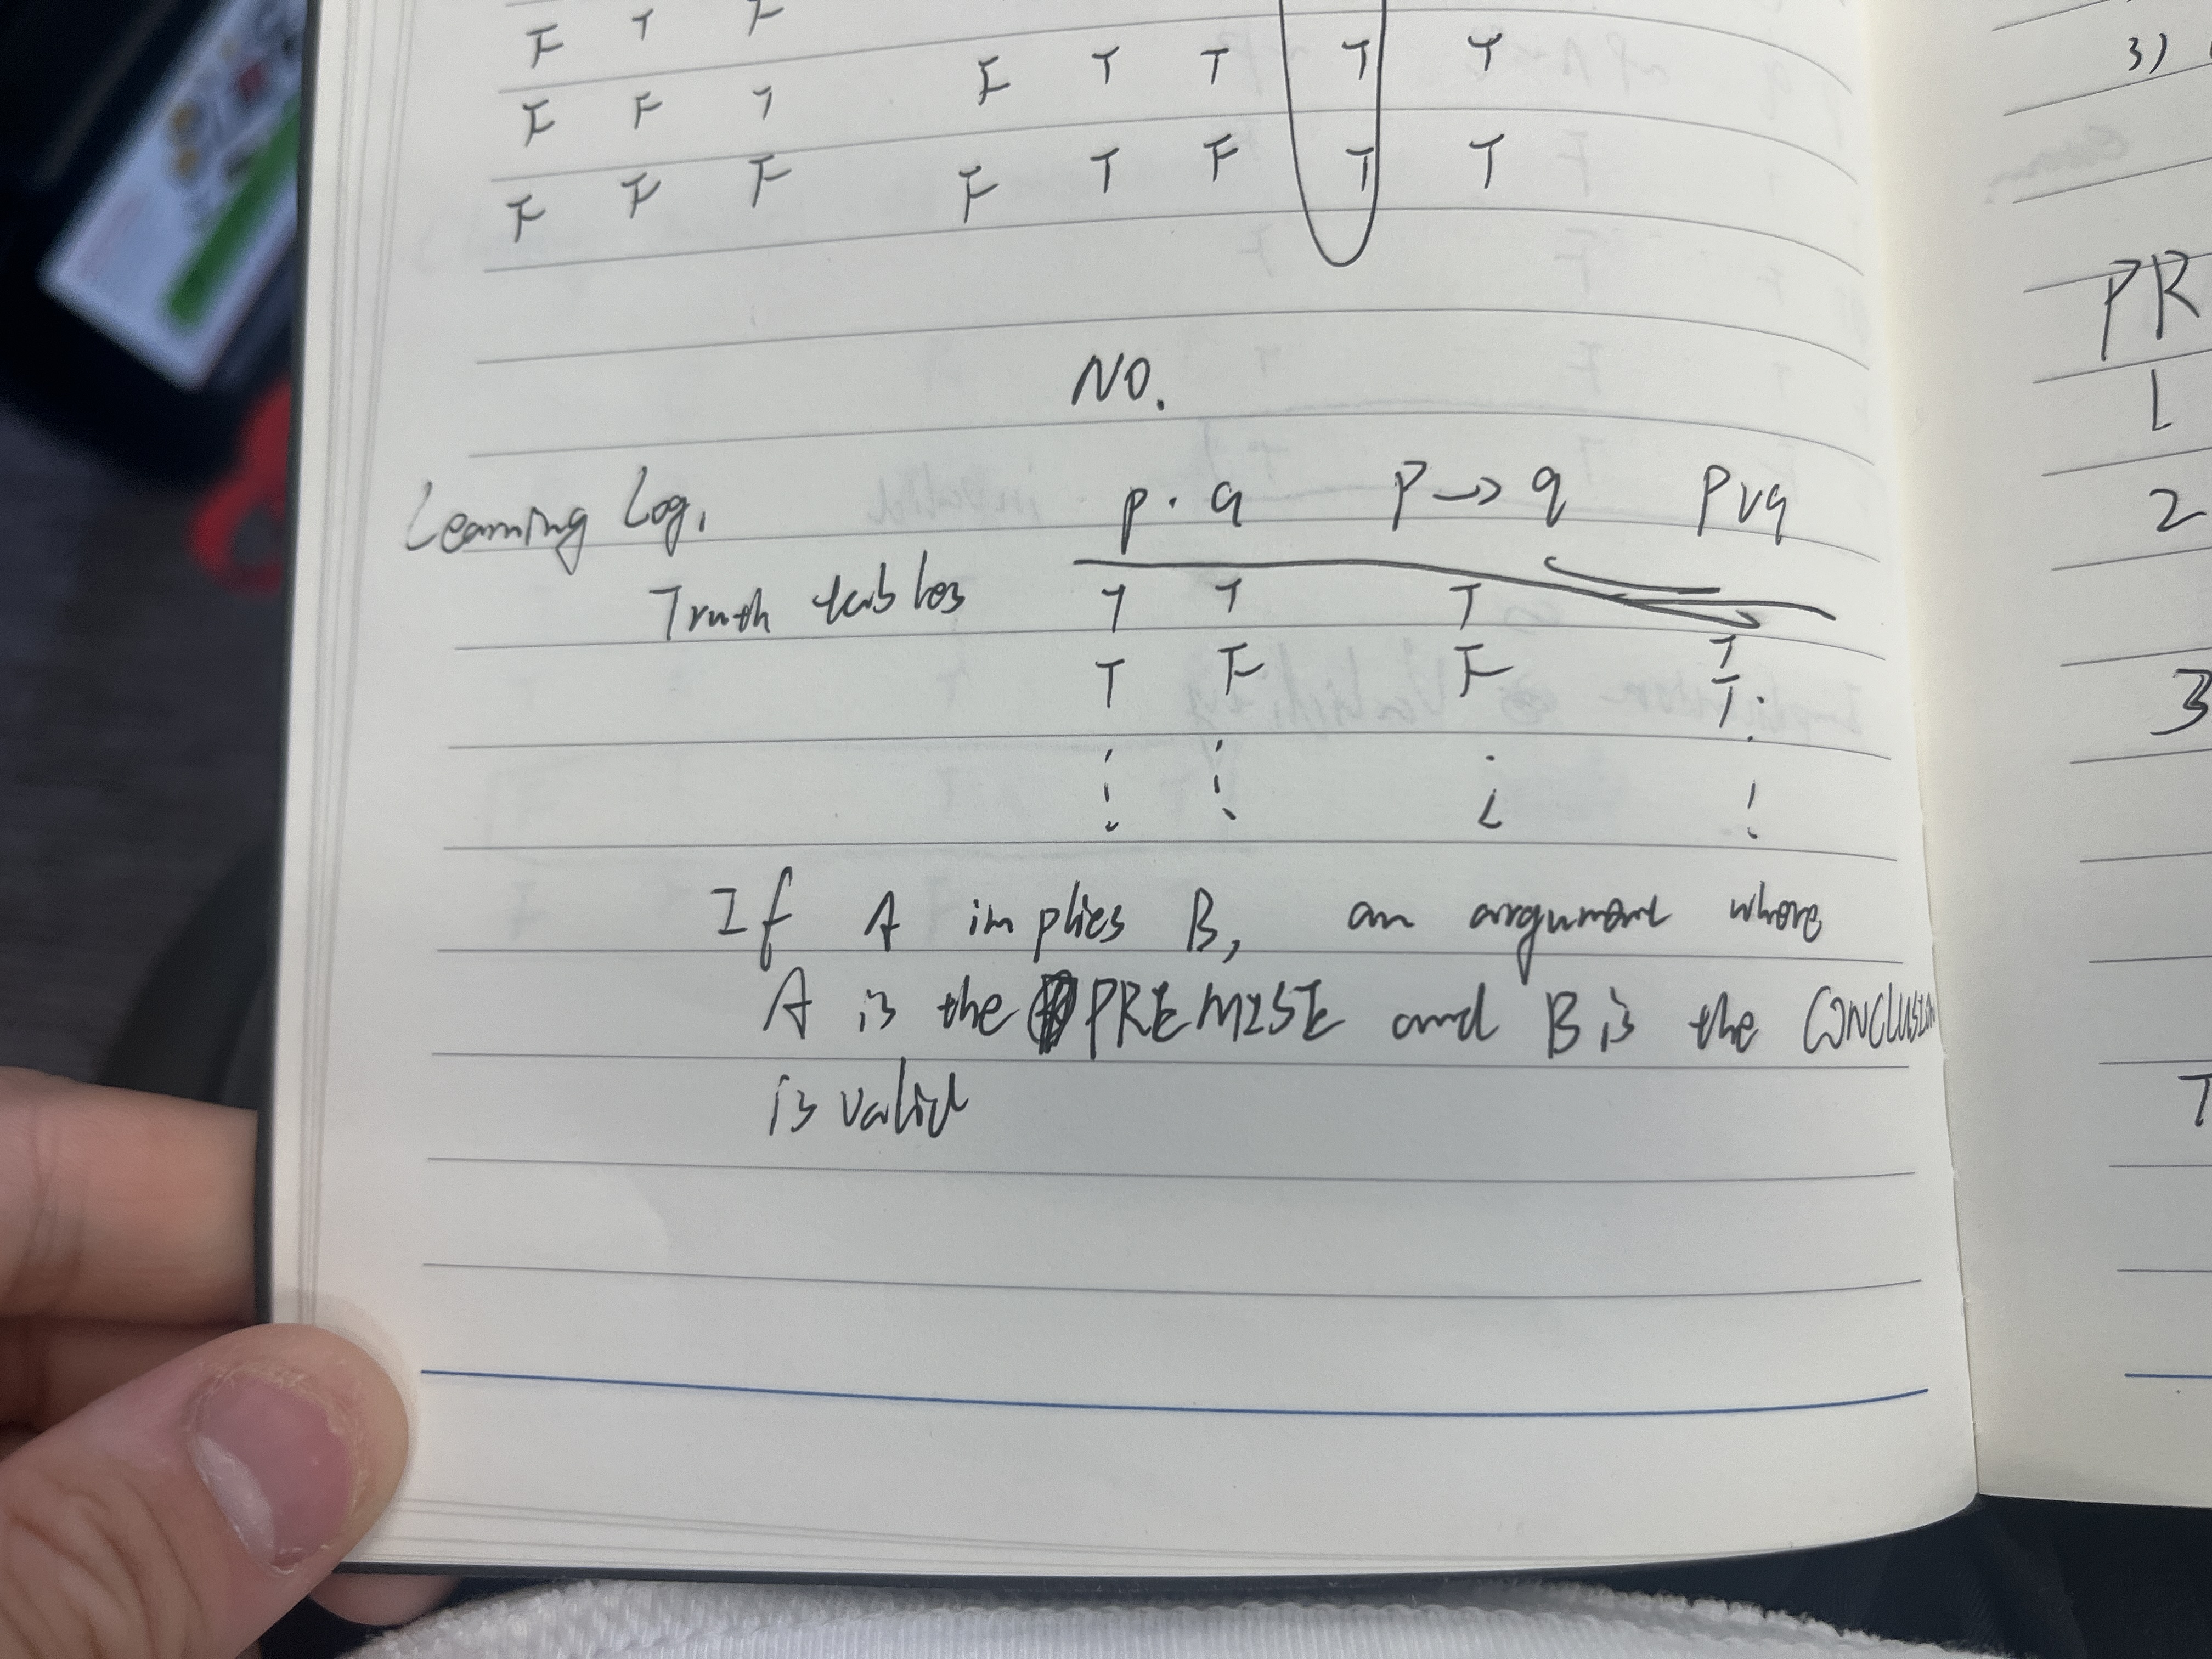 F T F
F F T F T T T
F F F F T F T T
No.
Learning log,
p · q P → q P v q
Truth tables
T T T T
T F F T
If A implies B, an argument whose
A is the PREMISE and B is the CONCLUSION
is valid
3)
PR
1
2
3
T